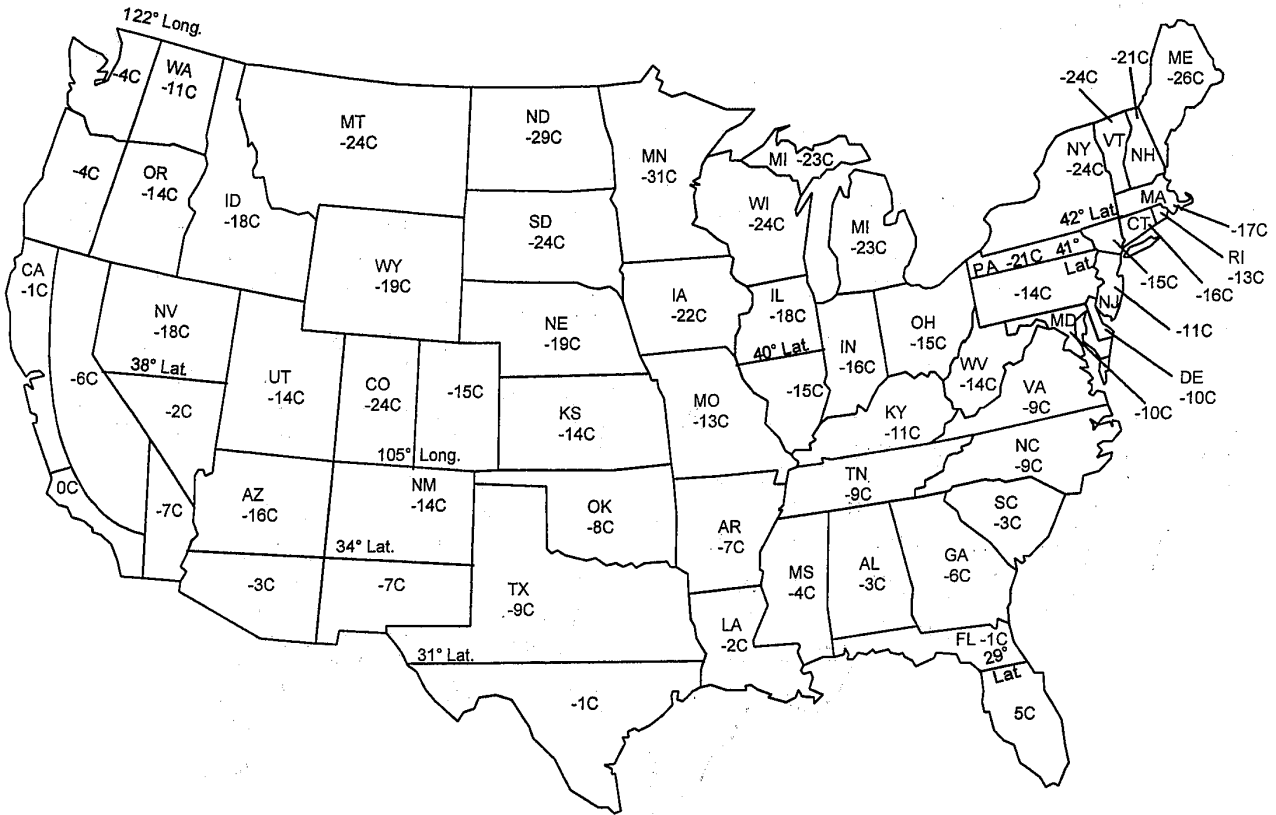 122° Long.
-4C
WA
-11C
-4C
OR
-14C
ID
-18C
MT
-24C
ND
-29C
MN
-31C
SD
-24C
WY
-19C
NE
-19C
IA
-22C
WI
-24C
MI -23C
MI
-23C
CA
-1C
-6C
0C
-7C
NV
-18C
38° Lat.
-2C
UT
-14C
CO
-24C
-15C
105° Long.
KS
-14C
MO
-13C
IL
-18C
40° Lat.
-15C
IN
-16C
OH
-15C
KY
-11C
WV
-14C
VA
-9C
TN
-9C
NC
-9C
SC
-3C
AZ
-16C
-3C
NM
-14C
34° Lat.
-7C
OK
-8C
AR
-7C
TX
-9C
31° Lat.
-1C
LA
-2C
MS
-4C
AL
-3C
GA
-6C
FL -1C
29°
Lat
5C
NY
-24C
42° Lat
PA -21C 41°
Lat.
-14C
MD
NJ
-24C
VT
-21C
NH
ME
-26C
MA
-17C
CT
RI
-13C
-16C
-15C
-11C
DE
-10C
-10C